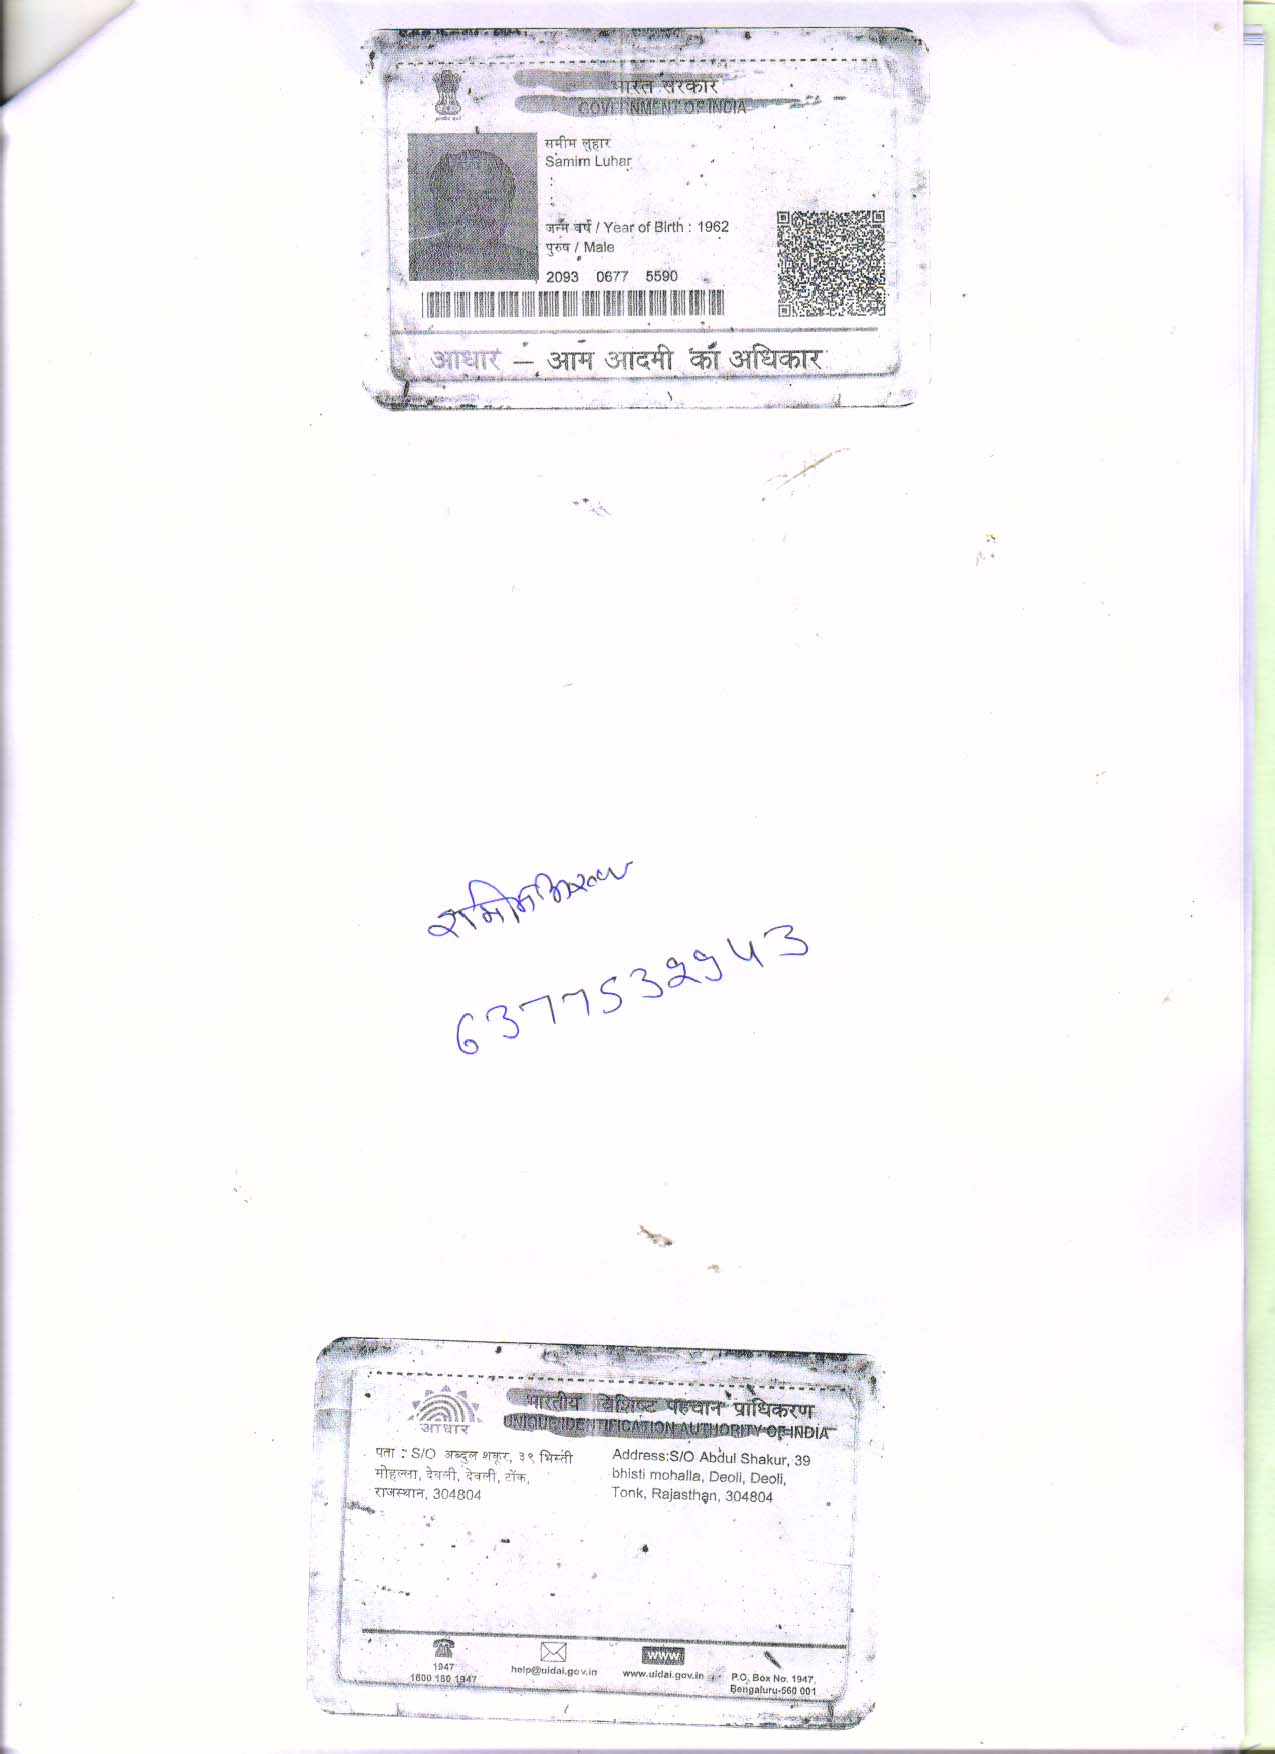 भारत सरकार
GOVERNMENT OF INDIA
समीम लुहार
Samim Luhar
जन्म वर्ष / Year of Birth : 1962
पुरुष / Male
2093 0677 5590
आधार – आम आदमी का अधिकार
6377532943
भारतीय विशिष्ट पहचान प्राधिकरण
UNIQUE IDENTIFICATION AUTHORITY OF INDIA
आधार
पता : S/O अब्दुल शकूर, ३९ भिस्ती
मोहल्ला, देवली, देवली, टोंक,
राजस्थान, 304804
Address:S/O Abdul Shakur, 39
bhisti mohalla, Deoli, Deoli,
Tonk, Rajasthan, 304804
1947
1800 180 1947
help@uidai.gov.in
www
www.uidai.gov.in
P.O. Box No. 1947,
Bengaluru-560 001